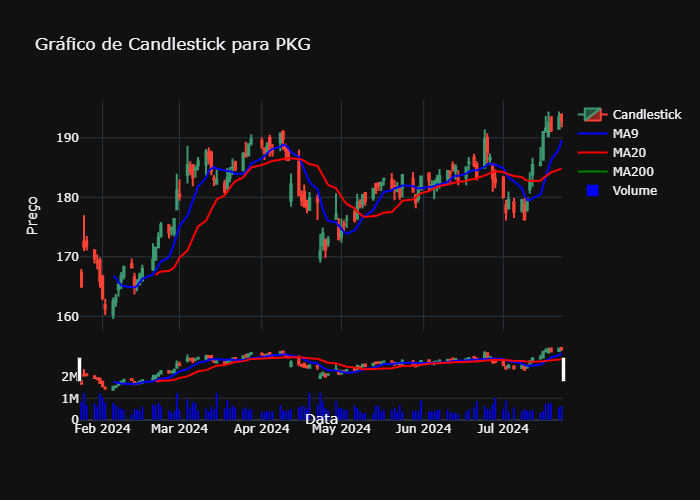 Gráfico de Candlestick para PKG
Candlestick
MA9
MA20
MA200
Volume
Preço
190
180
170
160
2M
1M
0
Feb 2024
Mar 2024
Apr 2024
May 2024
Jun 2024
Jul 2024
Data